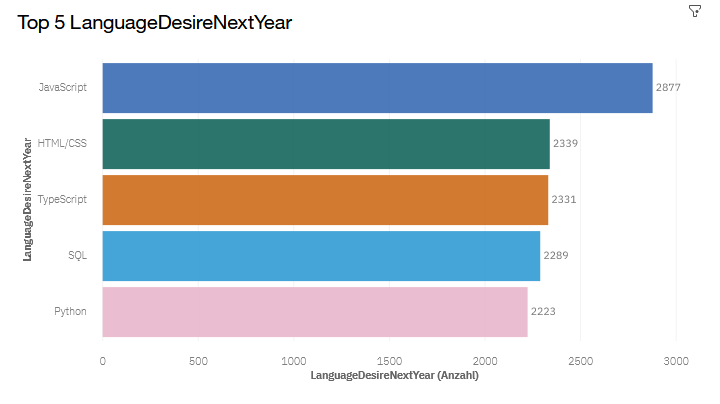 Top 5 LanguageDesireNextYear
LanguageDesireNextYear
JavaScript 2877
HTML/CSS 2339
TypeScript 2331
SQL 2289
Python 2223
0 500 1000 1500 2000 2500 3000
LanguageDesireNextYear (Anzahl)